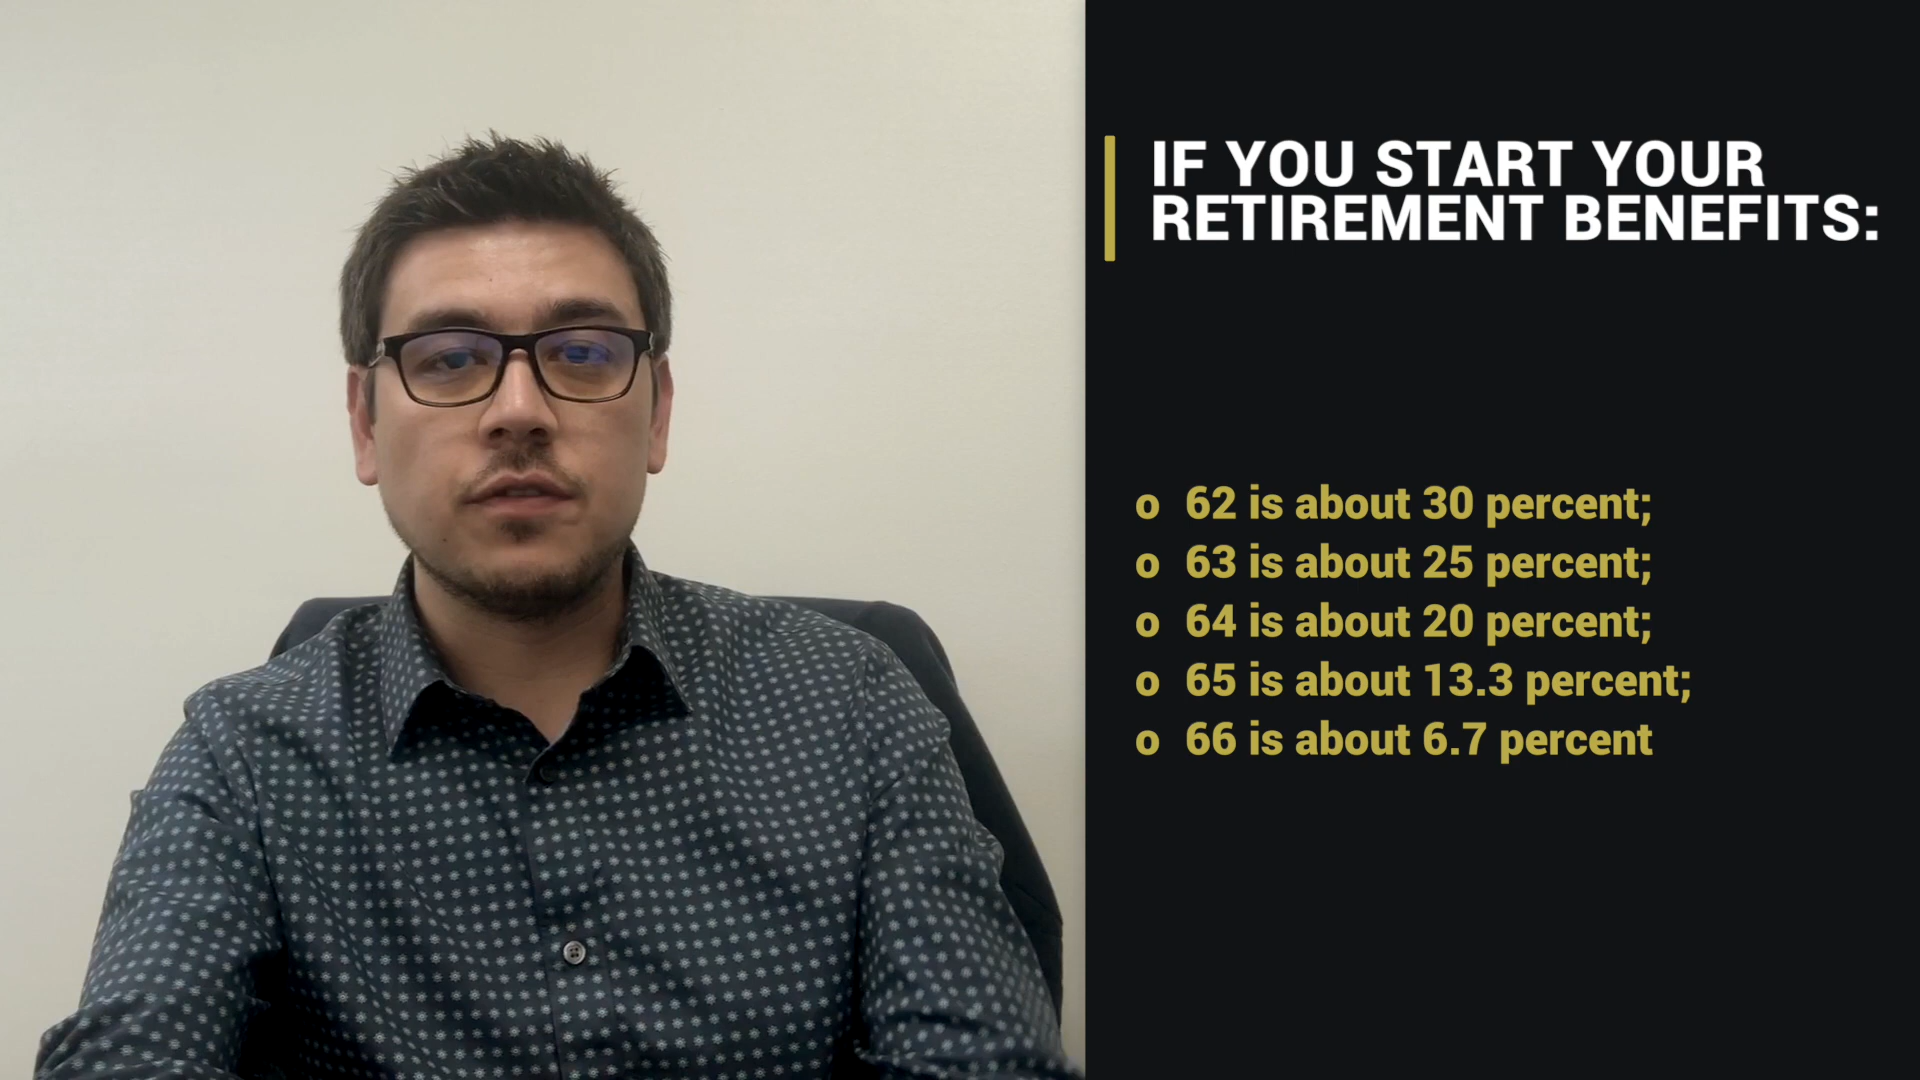 IF YOU START YOUR
RETIREMENT BENEFITS:
o 62 is about 30 percent;
o 63 is about 25 percent;
o 64 is about 20 percent;
o 65 is about 13.3 percent;
o 66 is about 6.7 percent